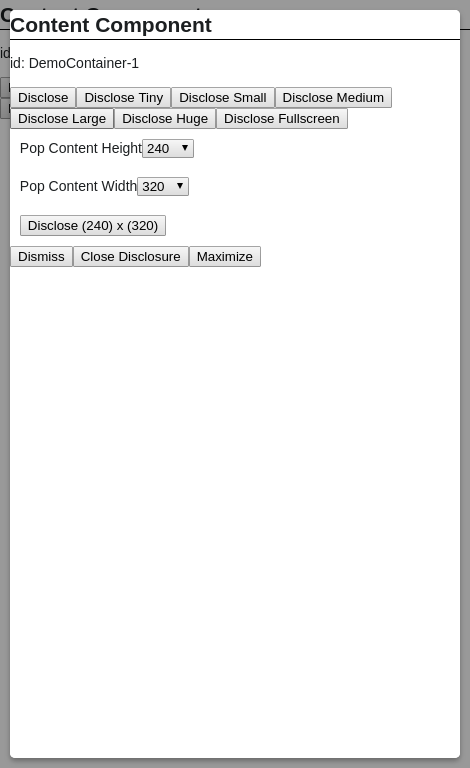 Content Component
id: DemoContainer-1
Disclose Disclose Tiny Disclose Small Disclose Medium
Disclose Large Disclose Huge Disclose Fullscreen
Pop Content Height 240
Pop Content Width 320
Disclose (240) x (320)
Dismiss Close Disclosure Maximize